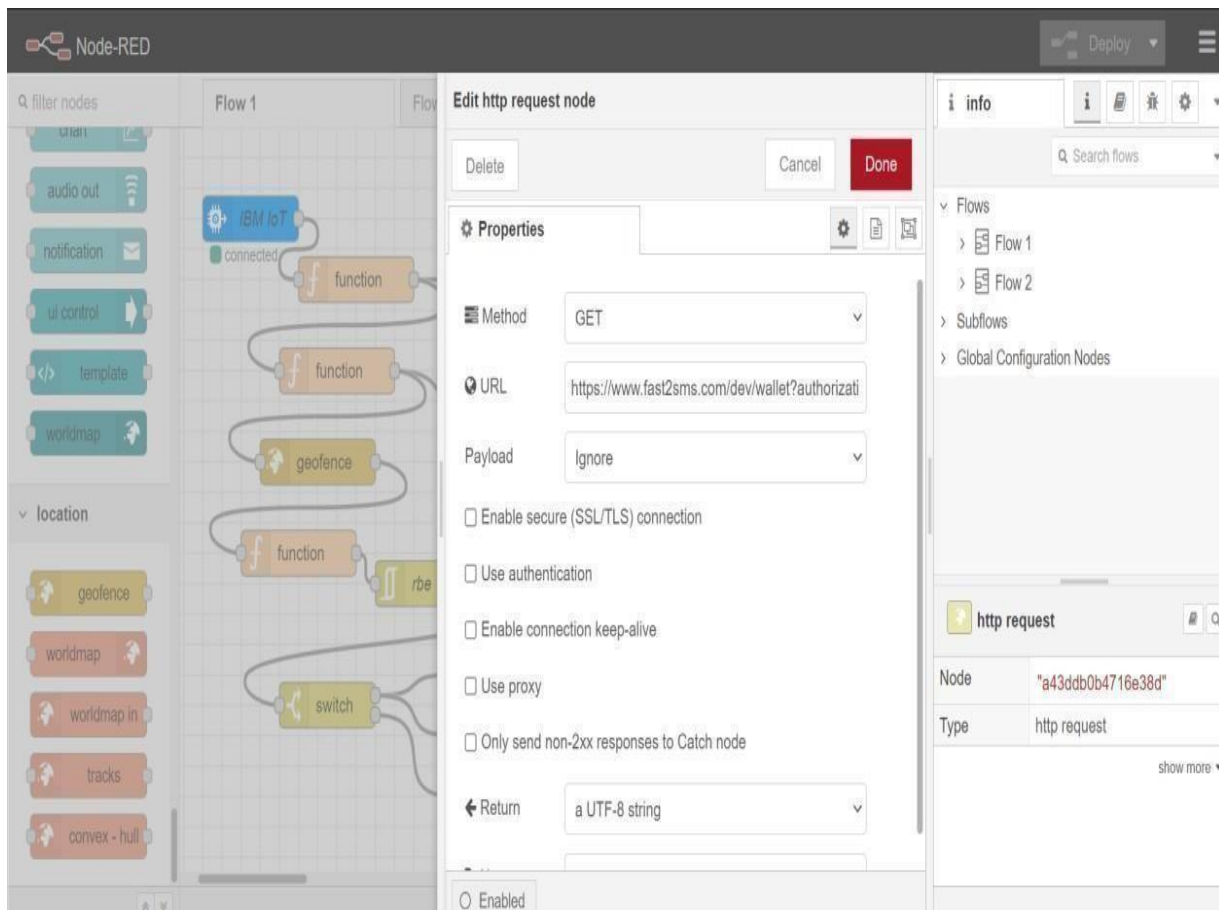 Node-RED
Deploy
filter nodes
chart
audio out
notification
ui control
template
worldmap
location
geofence
worldmap
worldmap in
tracks
convex - hull
Flow 1
Flow
IBM IoT
connected
function
function
geofence
function
rbe
switch
Edit http request node
Delete
Cancel
Done
Properties
Method
GET
URL
https://www.fast2sms.com/dev/wallet?authorizati
Payload
Ignore
Enable secure (SSL/TLS) connection
Use authentication
Enable connection keep-alive
Use proxy
Only send non-2xx responses to Catch node
Return
a UTF-8 string
Enabled
i info
i
Search flows
Flows
Flow 1
Flow 2
Subflows
Global Configuration Nodes
http request
Node "a43ddb0b4716e38d"
Type http request
show more